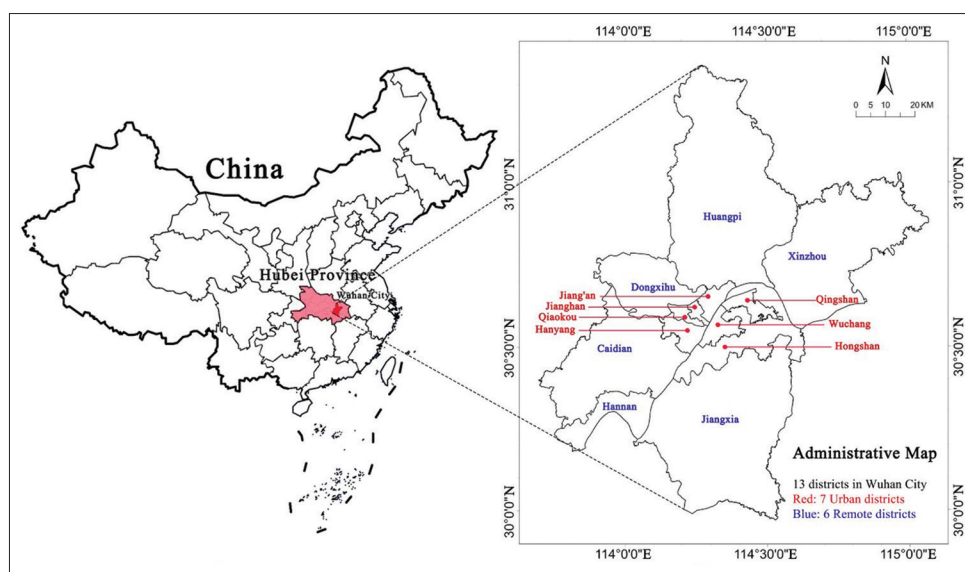 China
Hubei Province
Wuhan City
114°0'0"E
114°30'0"E
115°0'0"E
N
0 5 10 20 KM
31°0'0"N
31°0'0"N
Huangpi
Xinzhou
Dongxihu
Jiang'an
Jianghan
Qiaokou
Hanyang
Qingshan
Wuchang
Hongshan
30°30'0"N
30°30'0"N
Caidian
Hannan
Jiangxia
Administrative Map
13 districts in Wuhan City
Red: 7 Urban districts
Blue: 6 Remote districts
30°0'0"N
30°0'0"N
114°0'0"E
114°30'0"E
115°0'0"E